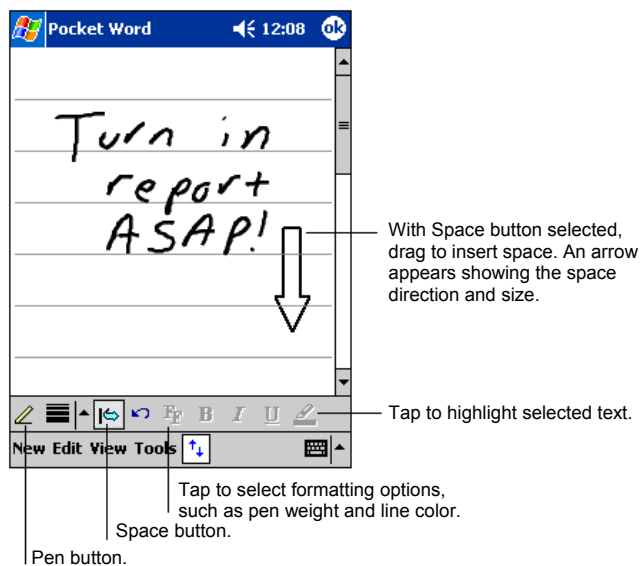 Pocket Word 12:08 ok
Turn in
report
ASAP!
With Space button selected,
drag to insert space. An arrow
appears showing the space
direction and size.
B I U
Tap to highlight selected text.
New Edit View Tools
Tap to select formatting options,
such as pen weight and line color.
Space button.
Pen button.